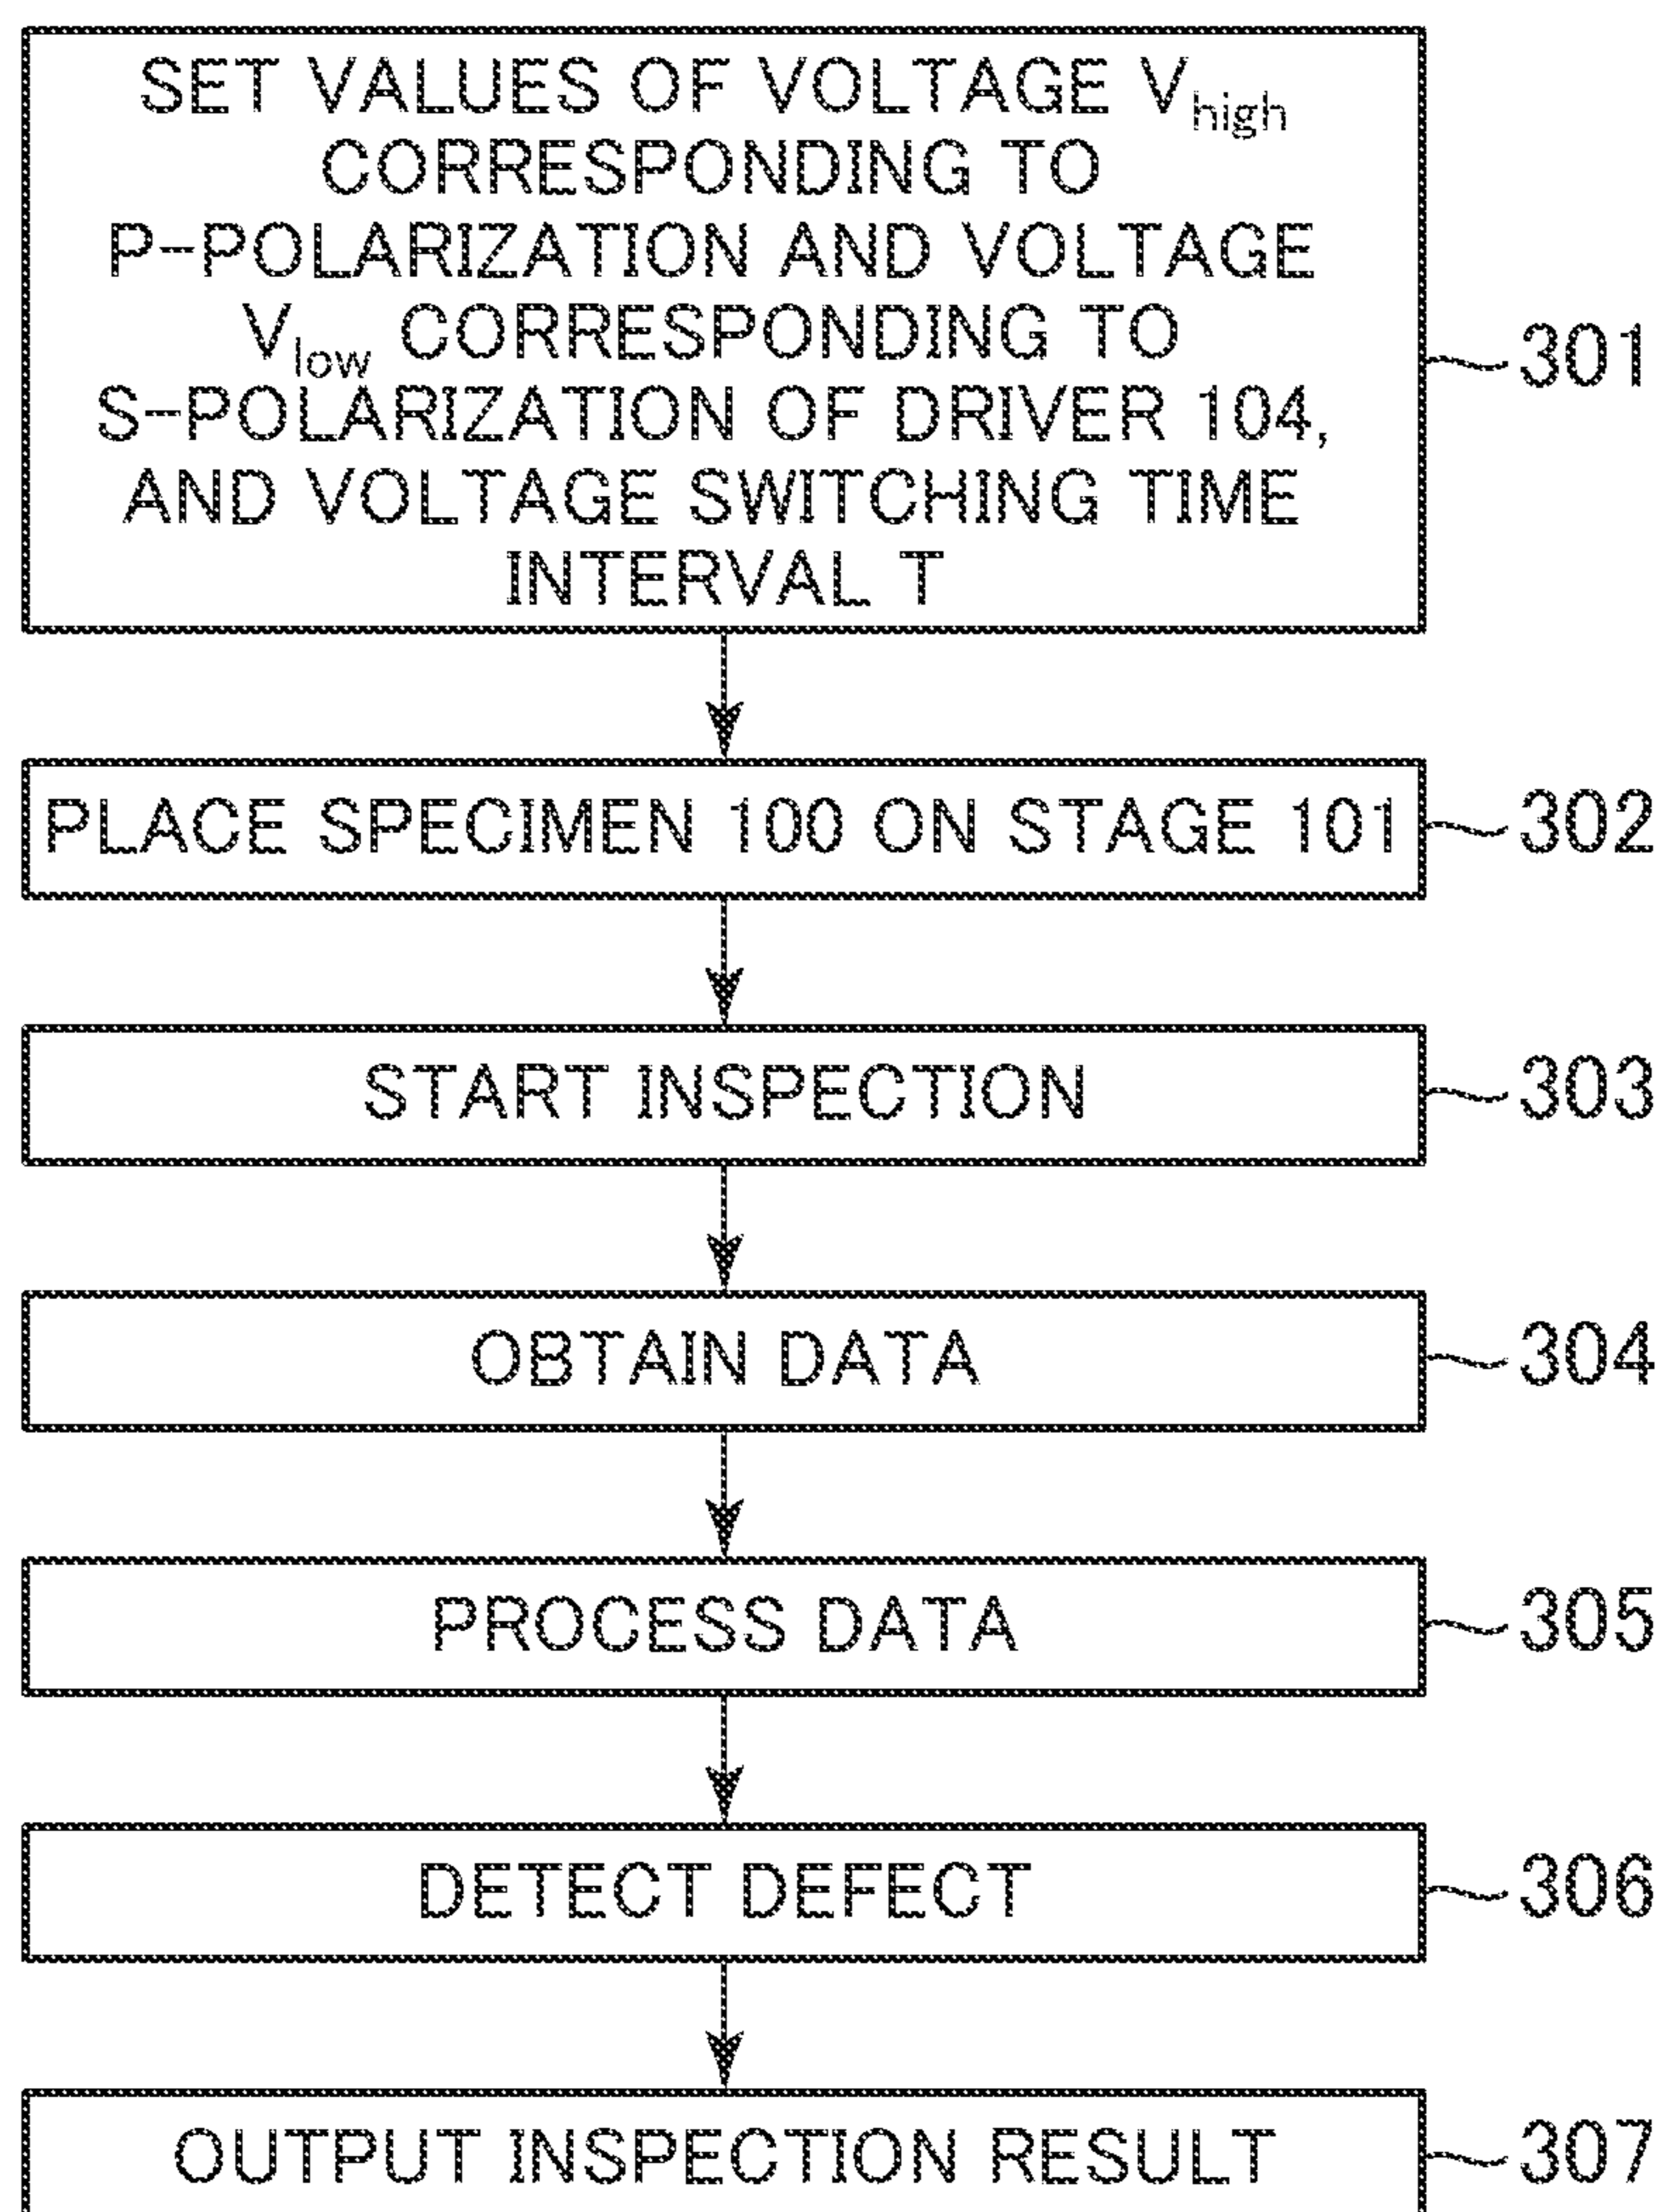 SET VALUES OF VOLTAGE Vhigh
CORRESPONDING TO
P-POLARIZATION AND VOLTAGE
Vlow CORRESPONDING TO
S-POLARIZATION OF DRIVER 104,
AND VOLTAGE SWITCHING TIME
INTERVAL T
301
PLACE SPECIMEN 100 ON STAGE 101
302
START INSPECTION
303
OBTAIN DATA
304
PROCESS DATA
305
DETECT DEFECT
306
OUTPUT INSPECTION RESULT
307